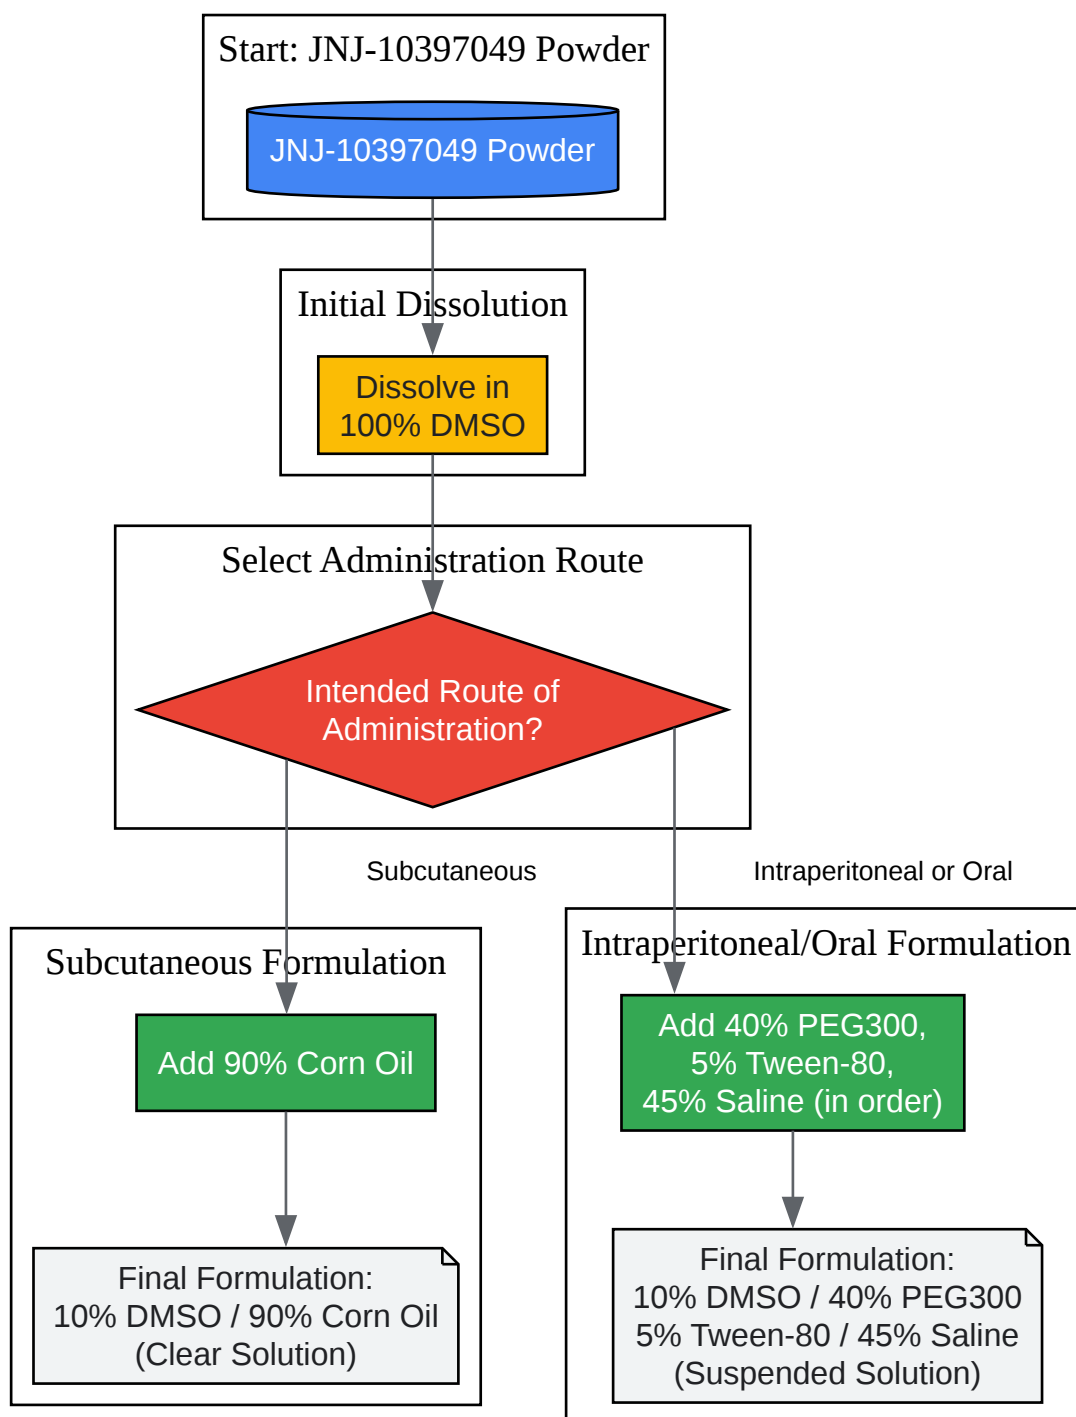 Start: JNJ-10397049 Powder
JNJ-10397049 Powder
Initial Dissolution
Dissolve in
100% DMSO
Select Administration Route
Intended Route of
Administration?
Subcutaneous
Intraperitoneal or Oral
Subcutaneous Formulation
Add 90% Corn Oil
Final Formulation:
10% DMSO / 90% Corn Oil
(Clear Solution)
Intraperitoneal/Oral Formulation
Add 40% PEG300,
5% Tween-80,
45% Saline (in order)
Final Formulation:
10% DMSO / 40% PEG300
5% Tween-80 / 45% Saline
(Suspended Solution)